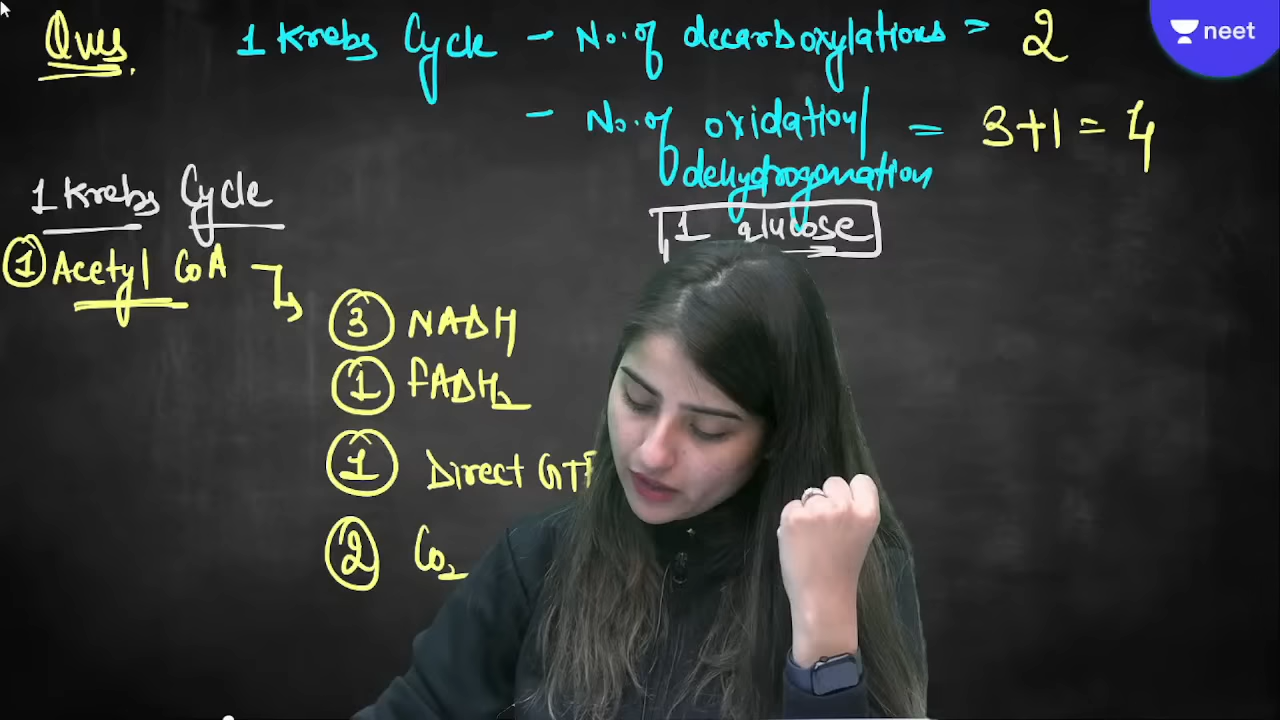 Ques.
1 Krebs Cycle - No. of decarboxylations = 2
- No. of oxidation/ = 3+1 = 4
dehydrogenation
neet
1 Krebs Cycle
1 glucose
① Acetyl CoA
③ NADH
① FADH₂
① Direct GTP
② CO₂